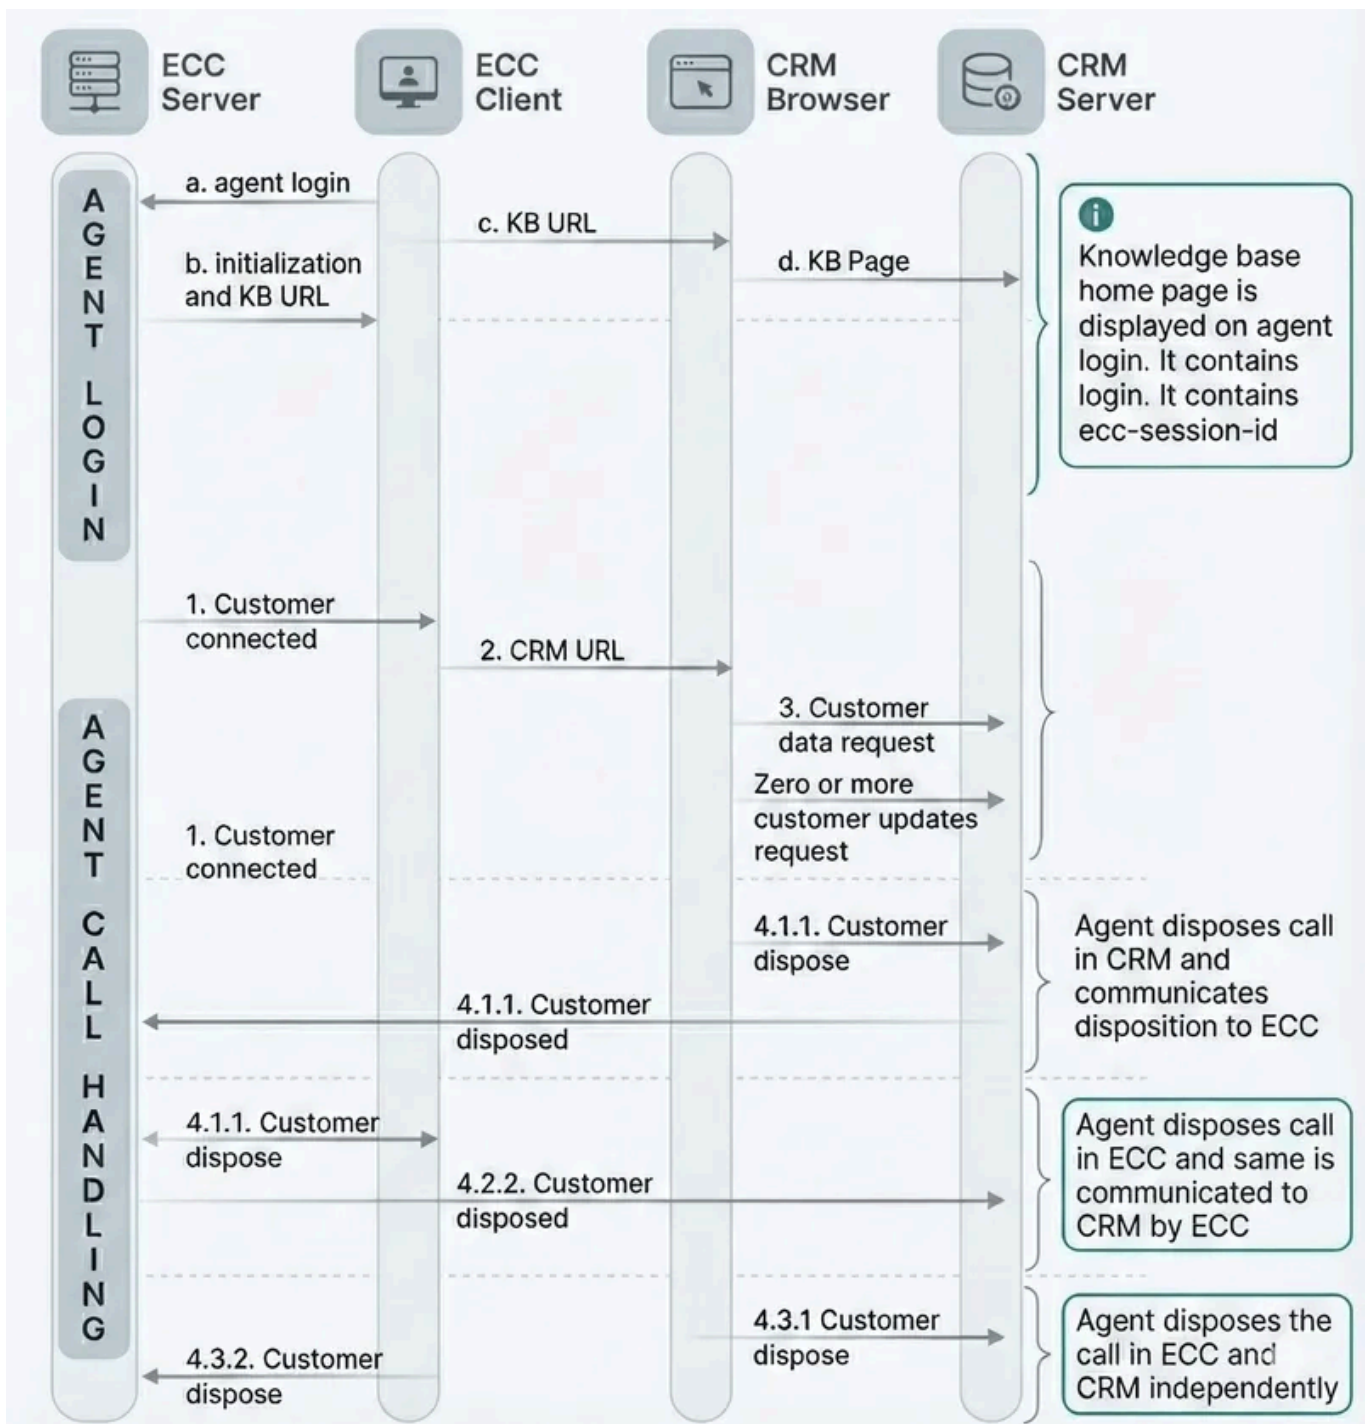 ECC
Server
ECC
Client
CRM
Browser
CRM
Server
AGENT LOGIN
a. agent login
c. KB URL
b. initialization
and KB URL
d. KB Page
i
Knowledge base
home page is
displayed on agent
login. It contains
login. It contains
ecc-session-id
1. Customer
connected
2. CRM URL
3. Customer
data request
Zero or more
customer updates
request
AGENT CALL HANDLING
1. Customer
connected
4.1.1. Customer
dispose
Agent disposes call
in CRM and
communicates
disposition to ECC
4.1.1. Customer
disposed
4.1.1. Customer
dispose
4.2.2. Customer
disposed
Agent disposes call
in ECC and same is
communicated to
CRM by ECC
4.3.1 Customer
dispose
4.3.2. Customer
dispose
Agent disposes the
call in ECC and
CRM independently